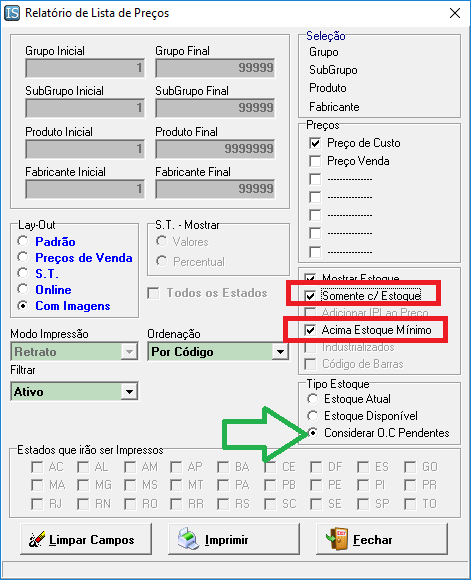 IS Relatório de Lista de Preços
Grupo Inicial Grupo Final
1 99999
SubGrupo Inicial SubGrupo Final
1 99999
Produto Inicial Produto Final
1 9999999
Fabricante Inicial Fabricante Final
1 99999
Seleção
Grupo
SubGrupo
Produto
Fabricante
Preços
Preço de Custo
Preço Venda
---------------
---------------
---------------
---------------
Lay-Out
Padrão
Preços de Venda
S.T.
Online
Com Imagens
S.T. - Mostrar
Valores
Percentual
Todos os Estados
Mostrar Estoque
Somente c/ Estoque
Adicionar IPI ao Preço
Acima Estoque Mínimo
Industrializados
Código de Barras
Modo Impressão Ordenação
Retrato Por Código
Filtrar
Ativo
Tipo Estoque
Estoque Atual
Estoque Disponível
Considerar O.C Pendentes
Estados que irão ser Impressos
AC AL AM AP BA CE DF ES GO
MA MG MS MT PA PB PE PI PR
RJ RN RO RR RS SC SE SP TO
Limpar Campos Imprimir Fechar